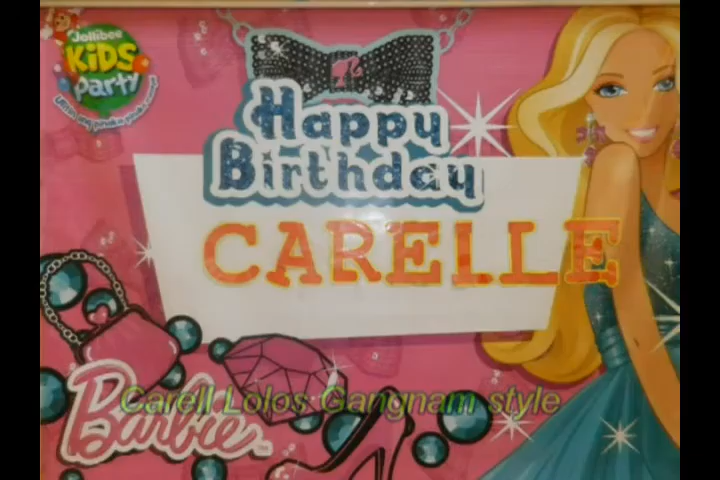 Jollibee
KiDS
Party
Happy
Birthday
CARELLE
Carell Lolos Gangnam style
Barbie